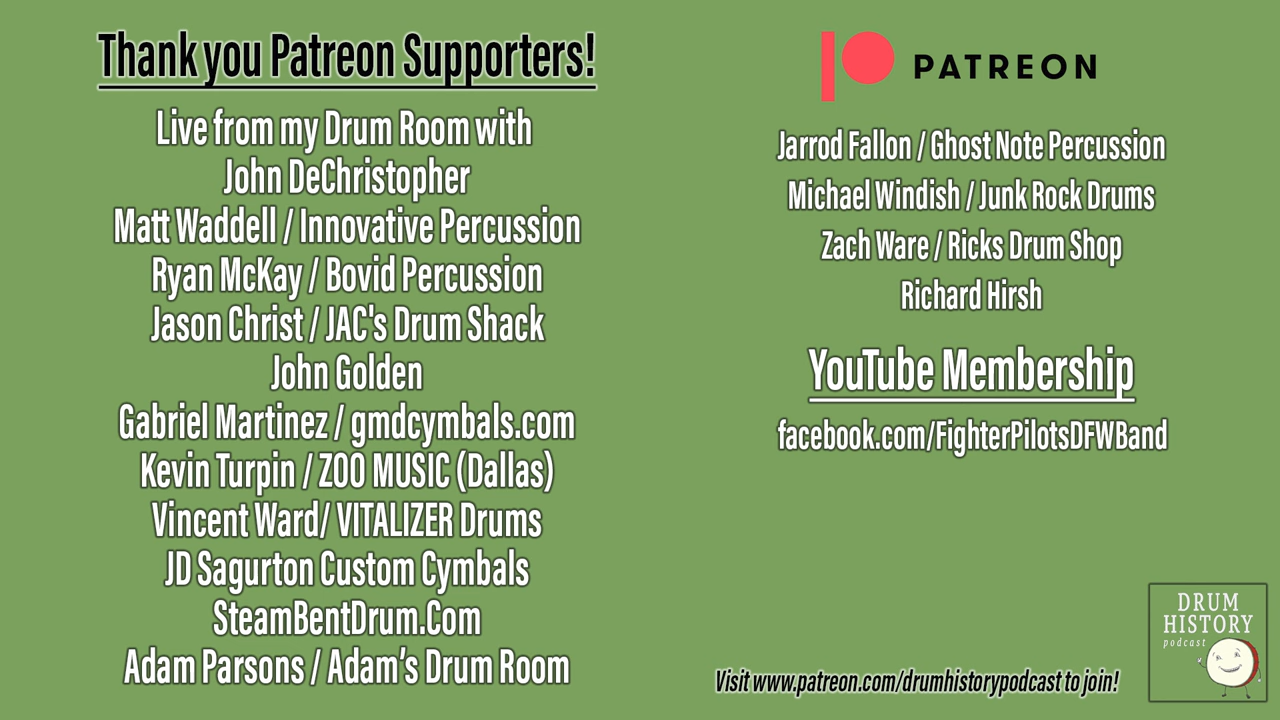 Thank you Patreon Supporters!
Live from my Drum Room with
John DeChristopher
Matt Waddell / Innovative Percussion
Ryan McKay / Bovid Percussion
Jason Christ / JAC's Drum Shack
John Golden
Gabriel Martinez / gmdcymbals.com
Kevin Turpin / ZOO MUSIC (Dallas)
Vincent Ward/ VITALIZER Drums
JD Sagurton Custom Cymbals
SteamBentDrum.Com
Adam Parsons / Adam’s Drum Room
PATREON
Jarrod Fallon / Ghost Note Percussion
Michael Windish / Junk Rock Drums
Zach Ware / Ricks Drum Shop
Richard Hirsh
YouTube Membership
facebook.com/FighterPilotsDFWBand
Visit www.patreon.com/drumhistorypodcast to join!
DRUM
HISTORY
podcast